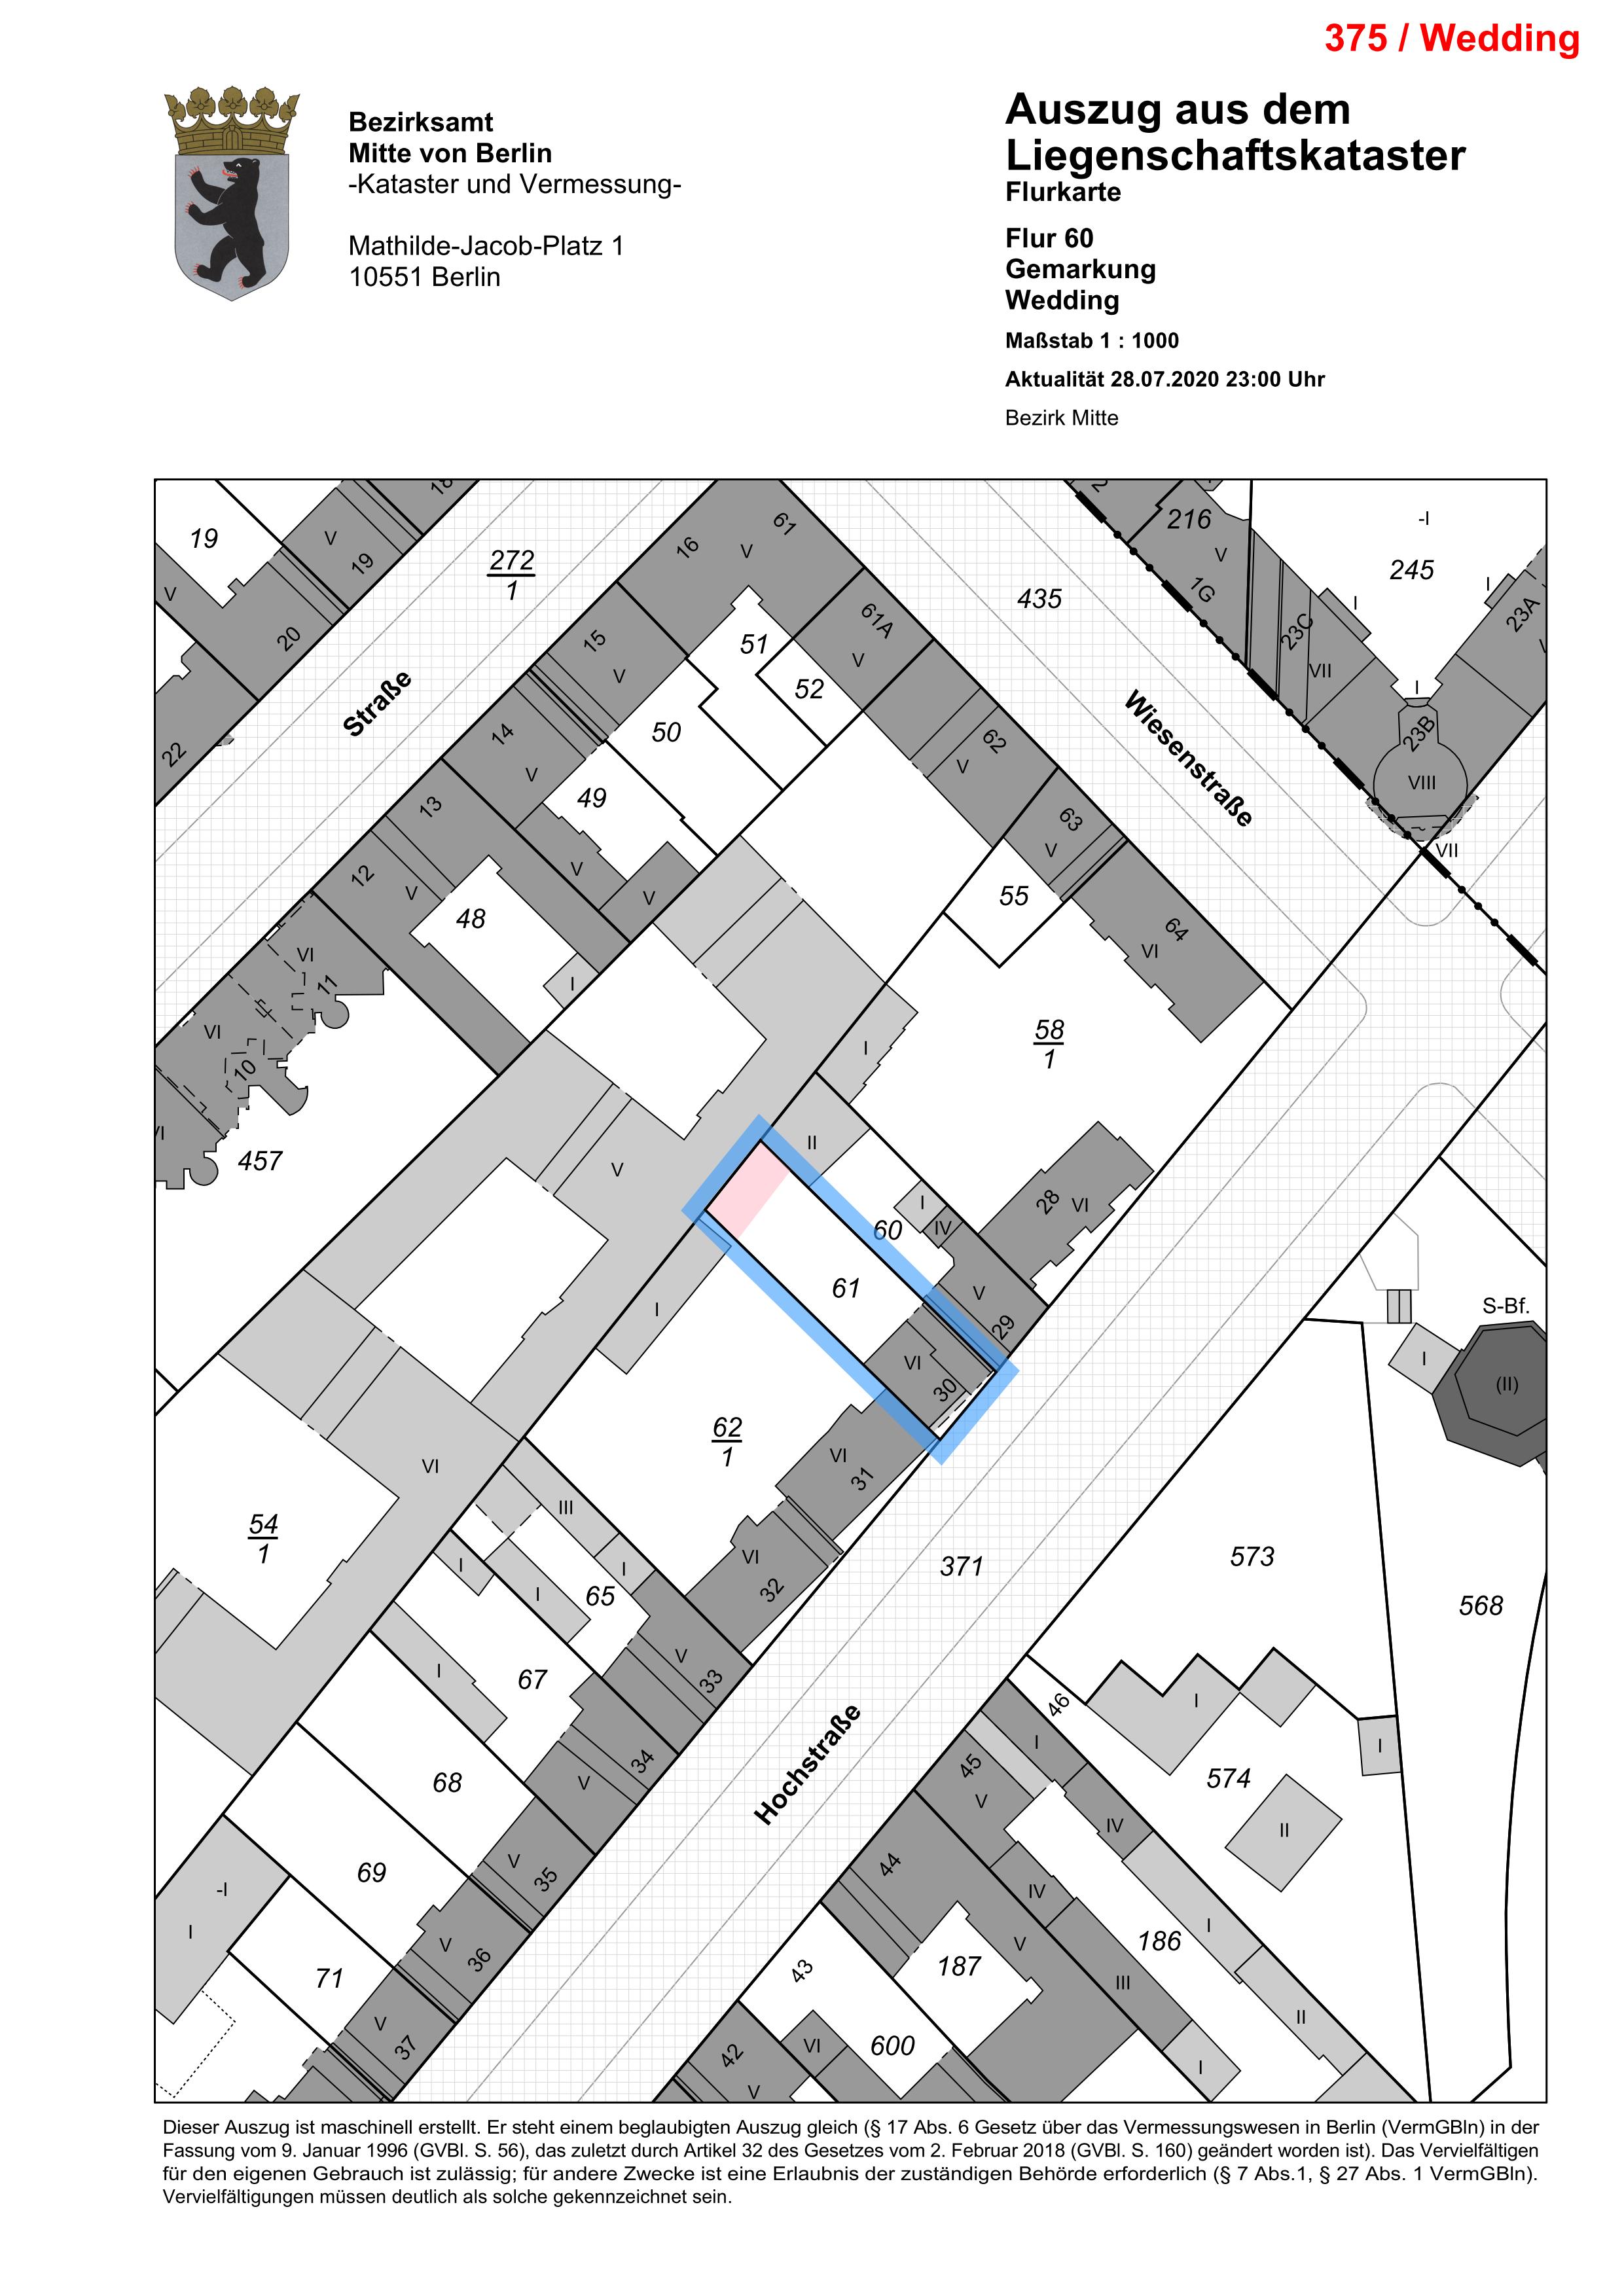 375 / Wedding
Bezirksamt
Mitte von Berlin
-Kataster und Vermessung-
Mathilde-Jacob-Platz 1
10551 Berlin
Auszug aus dem
Liegenschaftskataster
Flurkarte
Flur 60
Gemarkung
Wedding
Maßstab 1 : 1000
Aktualität 28.07.2020 23:00 Uhr
Bezirk Mitte
19
V
19
18
272
1
16
V
61
435
2
216
V
1G
-I
245
I
I
23A
V
20
15
V
51
61A
V
52
23C
VII
I
23B
VIII
VII
22
Straße
14
V
50
62
V
Wiesenstraße
13
49
V
V
63
V
12
V
48
I
55
64
VI
VI
11
VI
10
VI
457
58
1
I
II
V
I
IV
60
28
VI
61
V
29
I
VI
30
S-Bf.
I
(II)
62
1
VI
31
VI
54
1
III
I
I
I
65
VI
32
371
573
568
I
67
V
33
Hochstraße
46
I
I
I
68
V
34
45
V
574
IV
II
69
V
35
44
IV
V
I
186
-I
I
V
36
43
187
III
71
V
37
II
42
VI
600
I
V
Dieser Auszug ist maschinell erstellt. Er steht einem beglaubigten Auszug gleich (§ 17 Abs. 6 Gesetz über das Vermessungswesen in Berlin (VermGBln) in der
Fassung vom 9. Januar 1996 (GVBl. S. 56), das zuletzt durch Artikel 32 des Gesetzes vom 2. Februar 2018 (GVBl. S. 160) geändert worden ist). Das Vervielfältigen
für den eigenen Gebrauch ist zulässig; für andere Zwecke ist eine Erlaubnis der zuständigen Behörde erforderlich (§ 7 Abs.1, § 27 Abs. 1 VermGBln).
Vervielfältigungen müssen deutlich als solche gekennzeichnet sein.